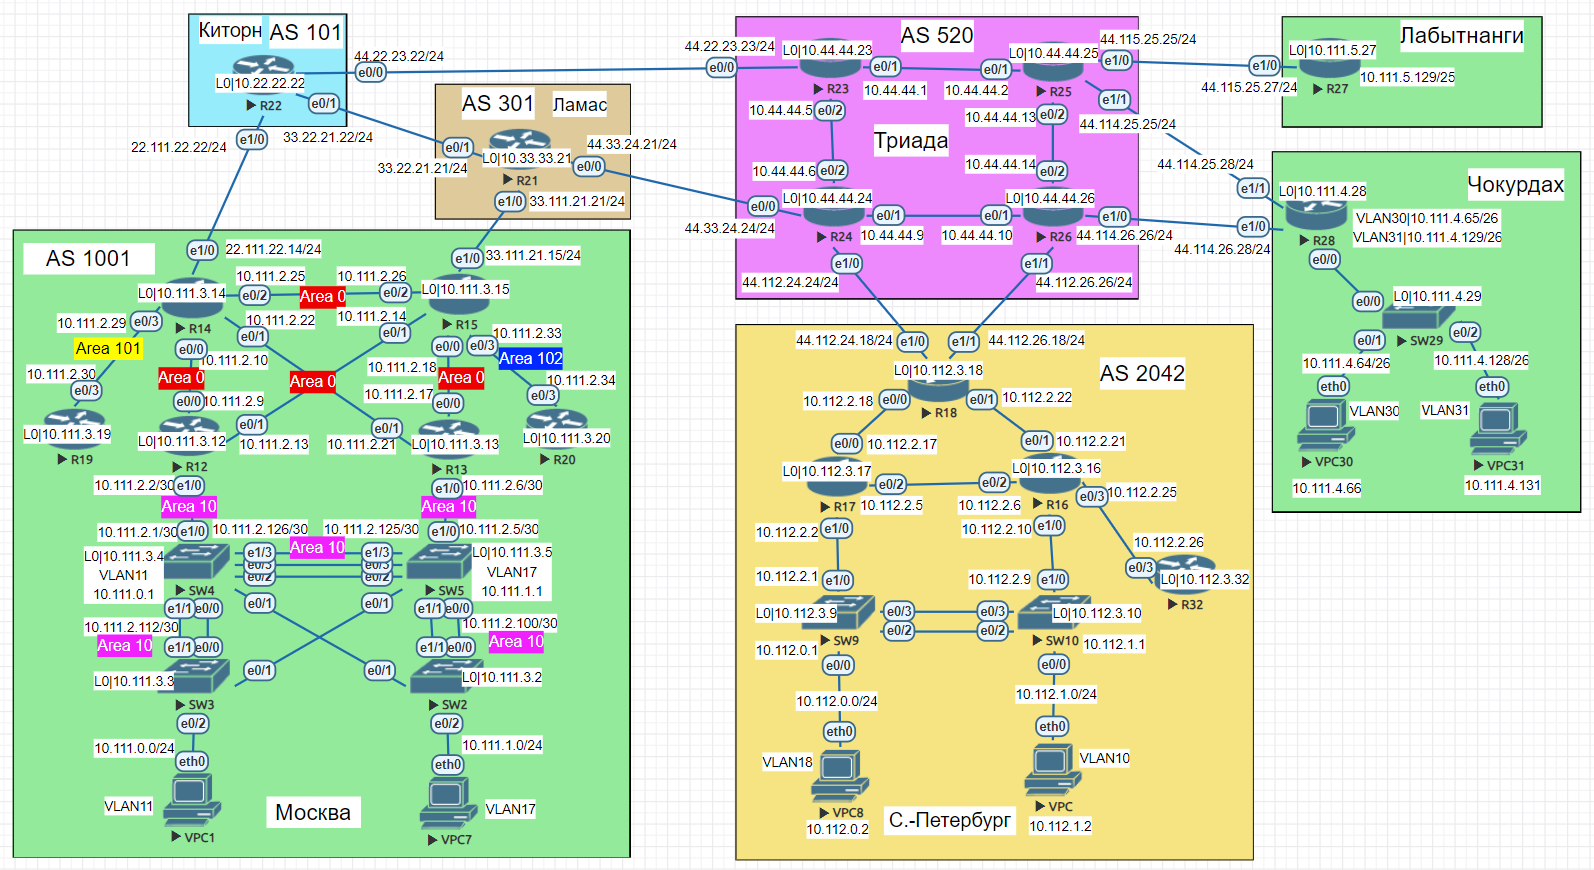 Киторн
AS 101
44.22.23.22/24
e0/0
L0|10.22.22.22
R22
e0/1
e1/0
22.111.22.22/24
33.22.21.22/24
AS 301
Ламас
44.33.24.21/24
e0/1
L0|10.33.33.21
e0/0
33.22.21.21/24
R21
e1/0
33.111.21.21/24
AS 520
44.22.23.23/24
e0/0
L0|10.44.44.23
e0/1
R23
10.44.44.1
L0|10.44.44.25
44.115.25.25/24
e0/1
e1/0
10.44.44.2
R25
e1/1
10.44.44.5
e0/2
10.44.44.13
e0/2
44.114.25.25/24
Триада
10.44.44.6
e0/2
10.44.44.14
e0/2
L0|10.44.44.24
e0/0
e0/1
44.33.24.24/24
R24
10.44.44.9
L0|10.44.44.26
e0/1
e1/0
10.44.44.10
R26
44.114.26.26/24
e1/0
e1/1
44.112.24.24/24
44.112.26.26/24
Лабытнанги
L0|10.111.5.27
e1/0
10.111.5.129/25
44.115.25.27/24
R27
44.114.25.28/24
Чокурдах
e1/1
L0|10.111.4.28
VLAN30|10.111.4.65/26
e1/0
VLAN31|10.111.4.129/26
R28
44.114.26.28/24
e0/0
e0/0
L0|10.111.4.29
e0/1
SW29
e0/2
10.111.4.64/26
10.111.4.128/26
eth0
eth0
VLAN30
VLAN31
VPC30
VPC31
10.111.4.66
10.111.4.131
AS 1001
e1/0
22.111.22.14/24
e1/0
33.111.21.15/24
10.111.2.25
10.111.2.26
L0|10.111.3.14
e0/2
Area 0
e0/2
L0|10.111.3.15
10.111.2.29
e0/3
R14
10.111.2.22
10.111.2.14
R15
e0/1
e0/1
10.111.2.33
Area 101
e0/0
10.111.2.10
e0/0
e0/3
Area 102
10.111.2.30
Area 0
Area 0
10.111.2.18
Area 0
10.111.2.34
e0/3
e0/0
10.111.2.9
10.111.2.17
e0/0
e0/3
L0|10.111.3.19
L0|10.111.3.12
e0/1
10.111.2.13
10.111.2.21
e0/1
L0|10.111.3.13
L0|10.111.3.20
R19
R12
R13
R20
10.111.2.2/30
e1/0
e1/0
10.111.2.6/30
Area 10
Area 10
10.111.2.1/30
e1/0
10.111.2.126/30
10.111.2.125/30
e1/0
10.111.2.5/30
Area 10
L0|10.111.3.4
e1/3
e1/3
L0|10.111.3.5
VLAN11
e0/3
e0/3
VLAN17
e0/2
e0/2
10.111.0.1
SW4
SW5
10.111.1.1
e1/1
e0/0
e0/1
e0/1
e1/1
e0/0
10.111.2.112/30
10.111.2.100/30
Area 10
e1/1
e0/0
e1/1
e0/0
Area 10
L0|10.111.3.3
e0/1
e0/1
L0|10.111.3.2
SW3
SW2
e0/2
e0/2
10.111.0.0/24
10.111.1.0/24
eth0
eth0
VLAN11
VLAN17
Москва
VPC1
VPC7
44.112.24.18/24
e1/0
e1/1
44.112.26.18/24
L0|10.112.3.18
AS 2042
10.112.2.18
e0/0
R18
e0/1
10.112.2.22
e0/0
10.112.2.17
e0/1
10.112.2.21
L0|10.112.3.17
e0/2
e0/2
L0|10.112.3.16
R17
10.112.2.5
10.112.2.6
R16
e0/3
10.112.2.25
10.112.2.2
e1/0
10.112.2.10
e1/0
10.112.2.26
10.112.2.1
e1/0
10.112.2.9
e1/0
e0/3
L0|10.112.3.32
R32
L0|10.112.3.9
e0/3
e0/3
L0|10.112.3.10
SW9
e0/2
e0/2
SW10
10.112.0.1
10.112.1.1
e0/0
e0/0
10.112.0.0/24
10.112.1.0/24
eth0
eth0
VLAN18
VLAN10
VPC8
VPC
10.112.0.2
С.-Петербург
10.112.1.2